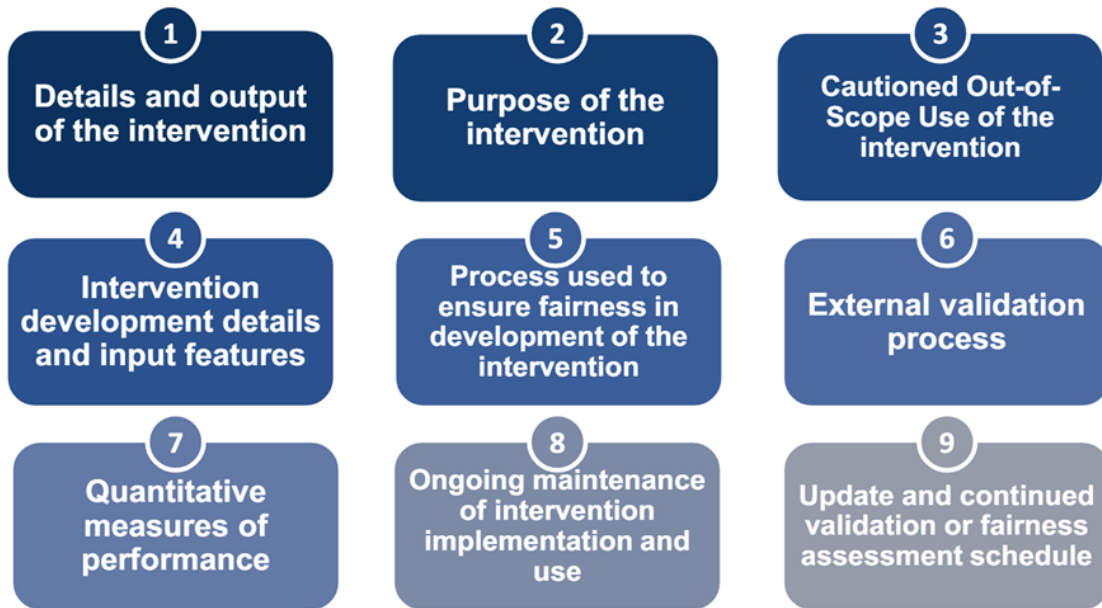 1
Details and output
of the intervention
2
Purpose of the
intervention
3
Cautioned Out-of-
Scope Use of the
intervention
4
Intervention
development details
and input features
5
Process used to
ensure fairness in
development of the
intervention
6
External validation
process
7
Quantitative
measures of
performance
8
Ongoing maintenance
of intervention
implementation and
use
9
Update and continued
validation or fairness
assessment schedule